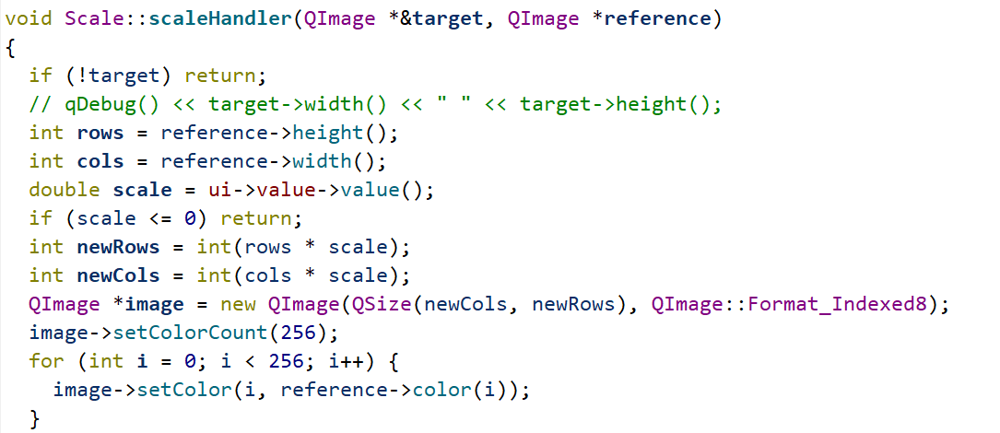 void Scale::scaleHandler(QImage *&target, QImage *reference)
{
  if (!target) return;
  // qDebug() << target->width() << " " << target->height();
  int rows = reference->height();
  int cols = reference->width();
  double scale = ui->value->value();
  if (scale <= 0) return;
  int newRows = int(rows * scale);
  int newCols = int(cols * scale);
  QImage *image = new QImage(QSize(newCols, newRows), QImage::Format_Indexed8);
  image->setColorCount(256);
  for (int i = 0; i < 256; i++) {
    image->setColor(i, reference->color(i));
  }